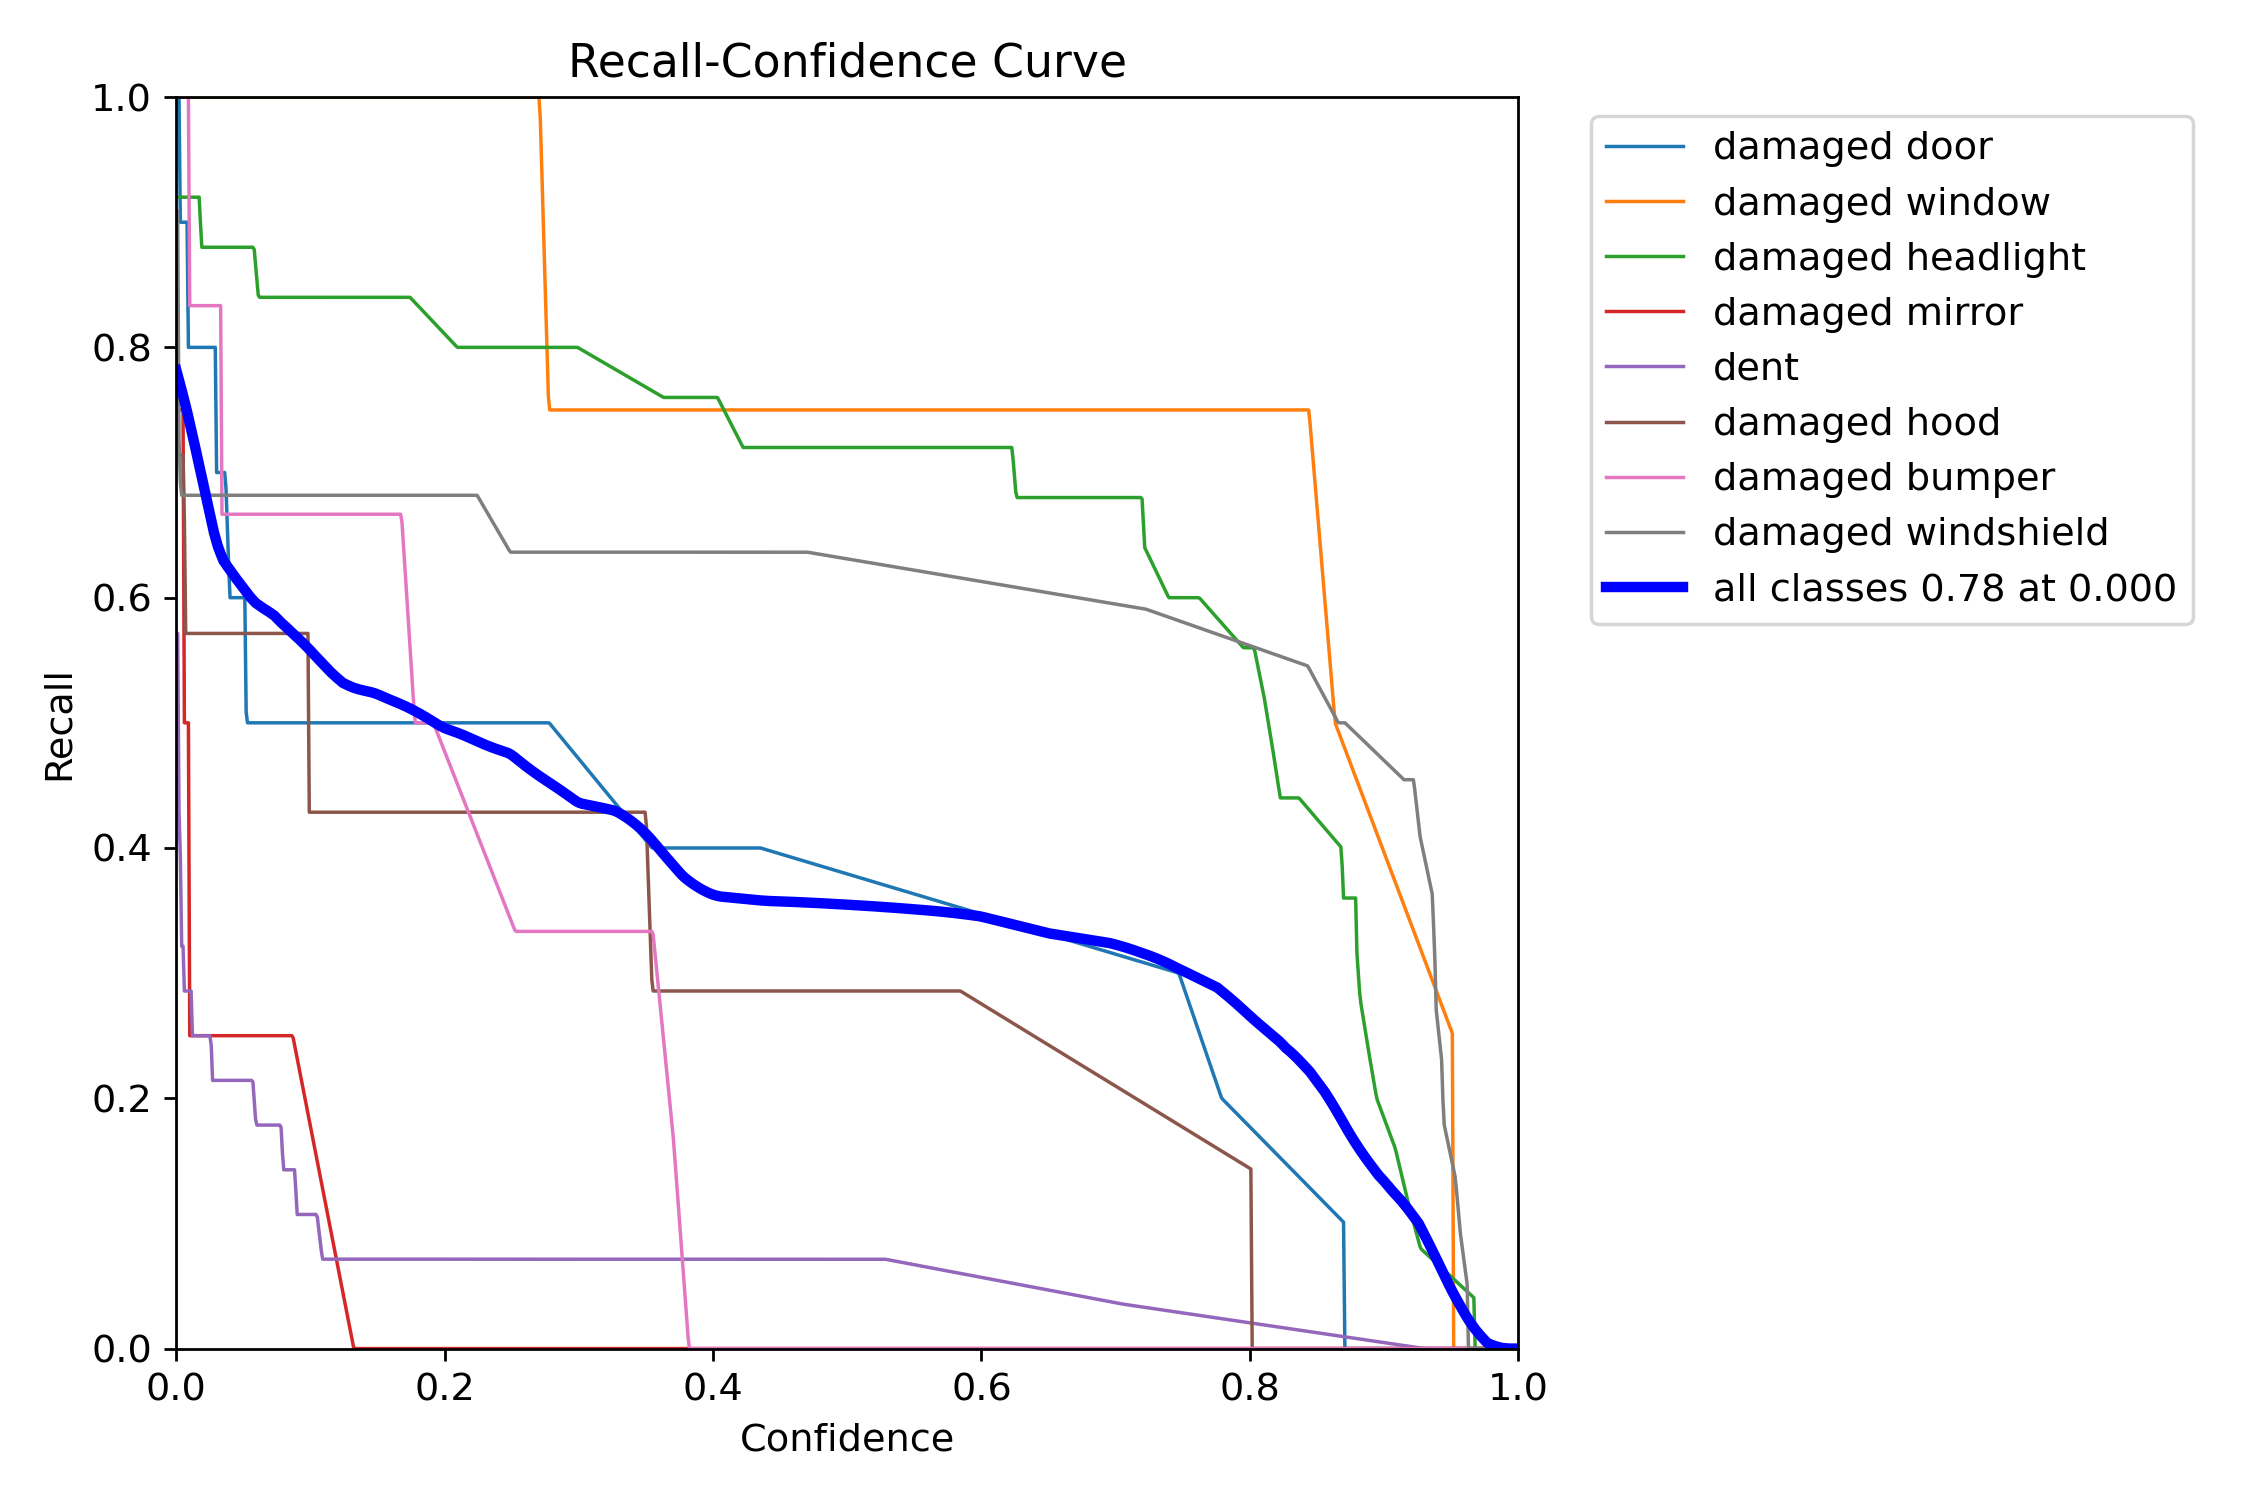 Recall-Confidence Curve
1.0
0.8
0.6
0.4
0.2
0.0
Recall
0.0 0.2 0.4 0.6 0.8 1.0
Confidence
damaged door
damaged window
damaged headlight
damaged mirror
dent
damaged hood
damaged bumper
damaged windshield
all classes 0.78 at 0.000